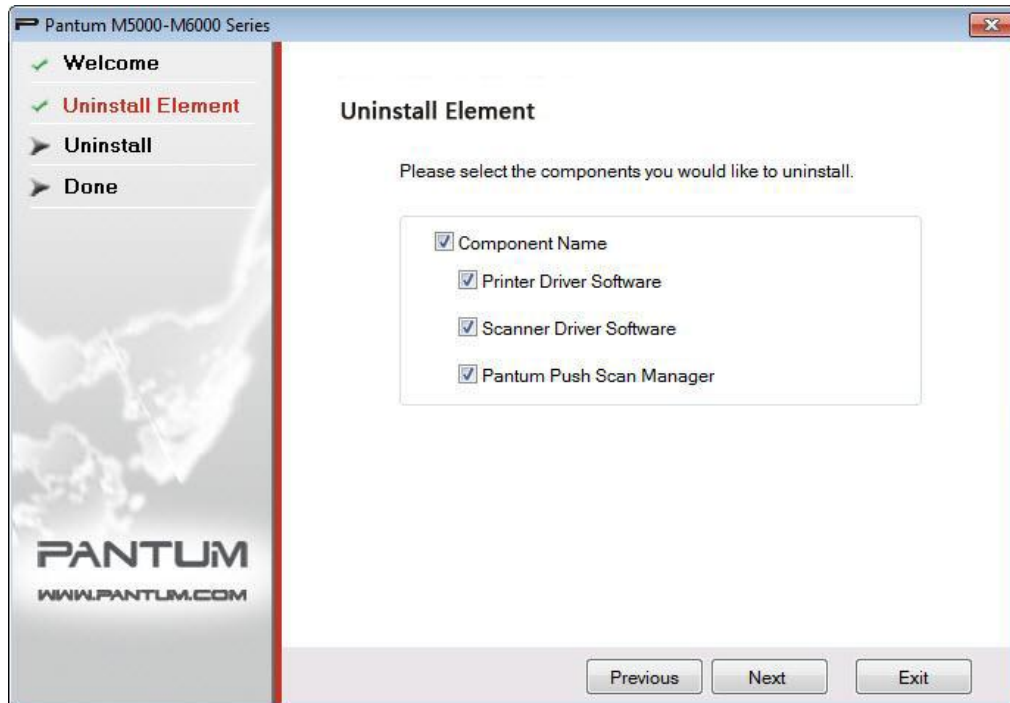 Pantum M5000-M6000 Series
Welcome
Uninstall Element
Uninstall
Done
PANTUM
WWW.PANTUM.COM
Uninstall Element
Please select the components you would like to uninstall.
Component Name
Printer Driver Software
Scanner Driver Software
Pantum Push Scan Manager
Previous
Next
Exit